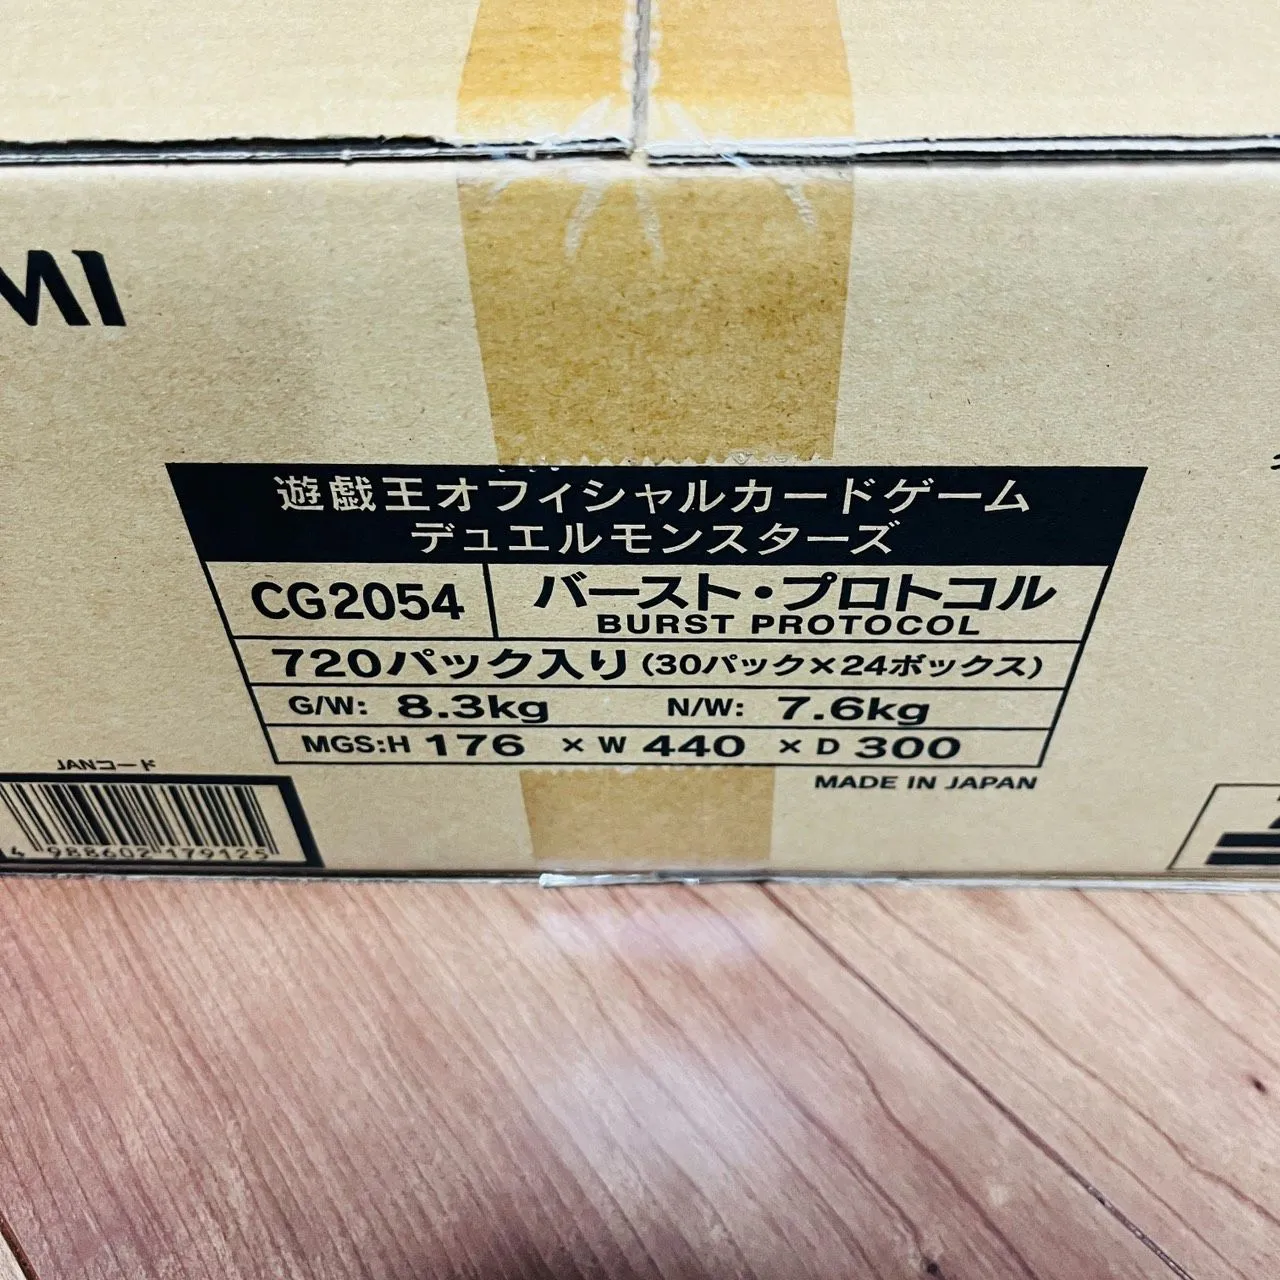 MI
遊戯王オフィシャルカードゲーム
デュエルモンスターズ
CG2054
バースト・プロトコル
BURST PROTOCOL
720パック入り(30パック×24ボックス)
G/W: 8.3kg N/W: 7.6kg
MGS:H 176 × W 440 × D 300
MADE IN JAPAN
JANコード
4 988602 179125